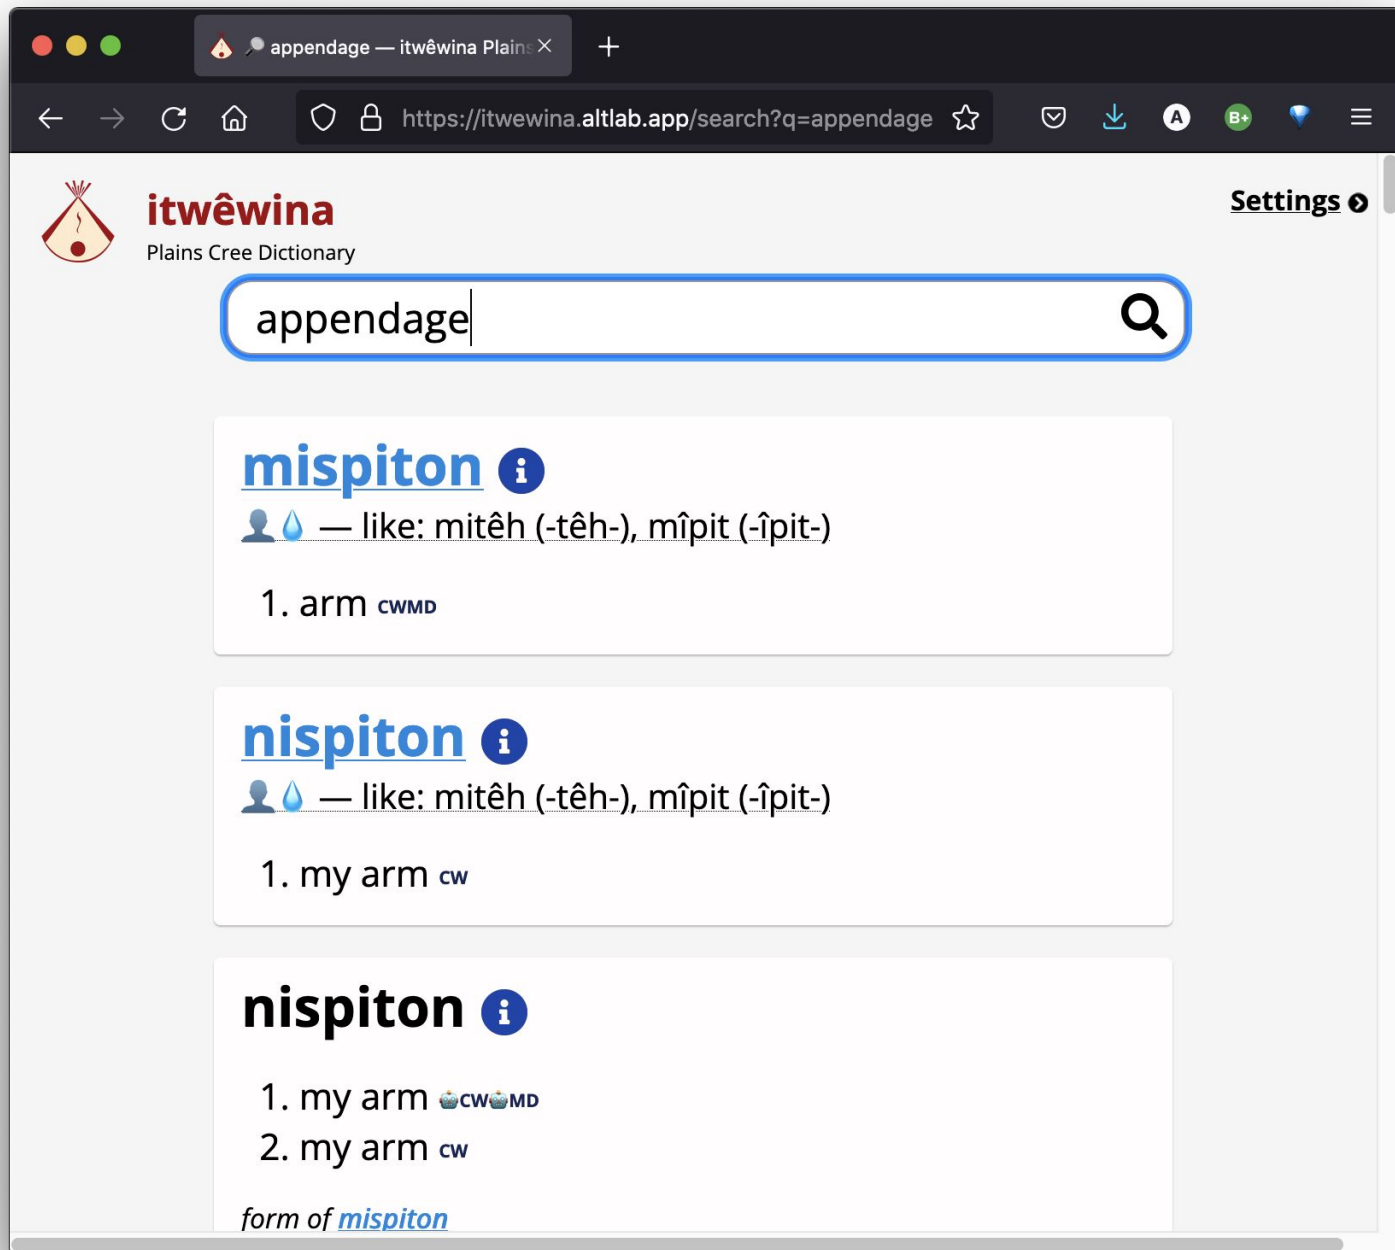 appendage — itwêwina Plains
https://itwewina.altlab.app/search?q=appendage
A
B+
itwêwina
Plains Cree Dictionary
Settings
appendage
mispiton
— like: mitêh (-têh-), mîpit (-îpit-)
1. arm CWMD
nispiton
— like: mitêh (-têh-), mîpit (-îpit-)
1. my arm CW
nispiton
1. my arm 🤖CW🤖MD
2. my arm CW
form of mispiton